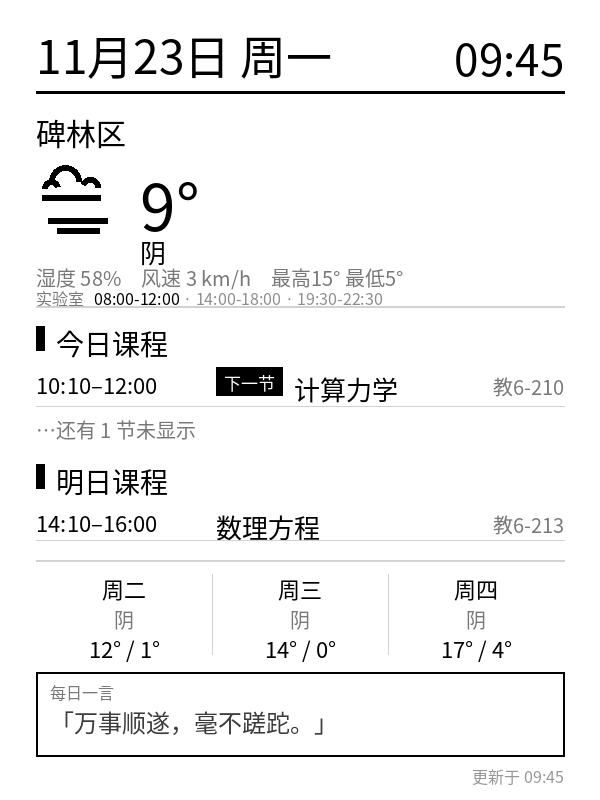 11月23日 周一 09:45
碑林区
9°
阴
湿度 58% 风速 3 km/h 最高15° 最低5°
实验室 08:00-12:00 · 14:00-18:00 · 19:30-22:30
今日课程
10:10–12:00 下一节 计算力学 教6-210
…还有 1 节未显示
明日课程
14:10–16:00 数理方程 教6-213
周二 周三 周四
阴 阴 阴
12° / 1° 14° / 0° 17° / 4°
每日一言
「万事顺遂，毫不蹉跎。」
更新于 09:45